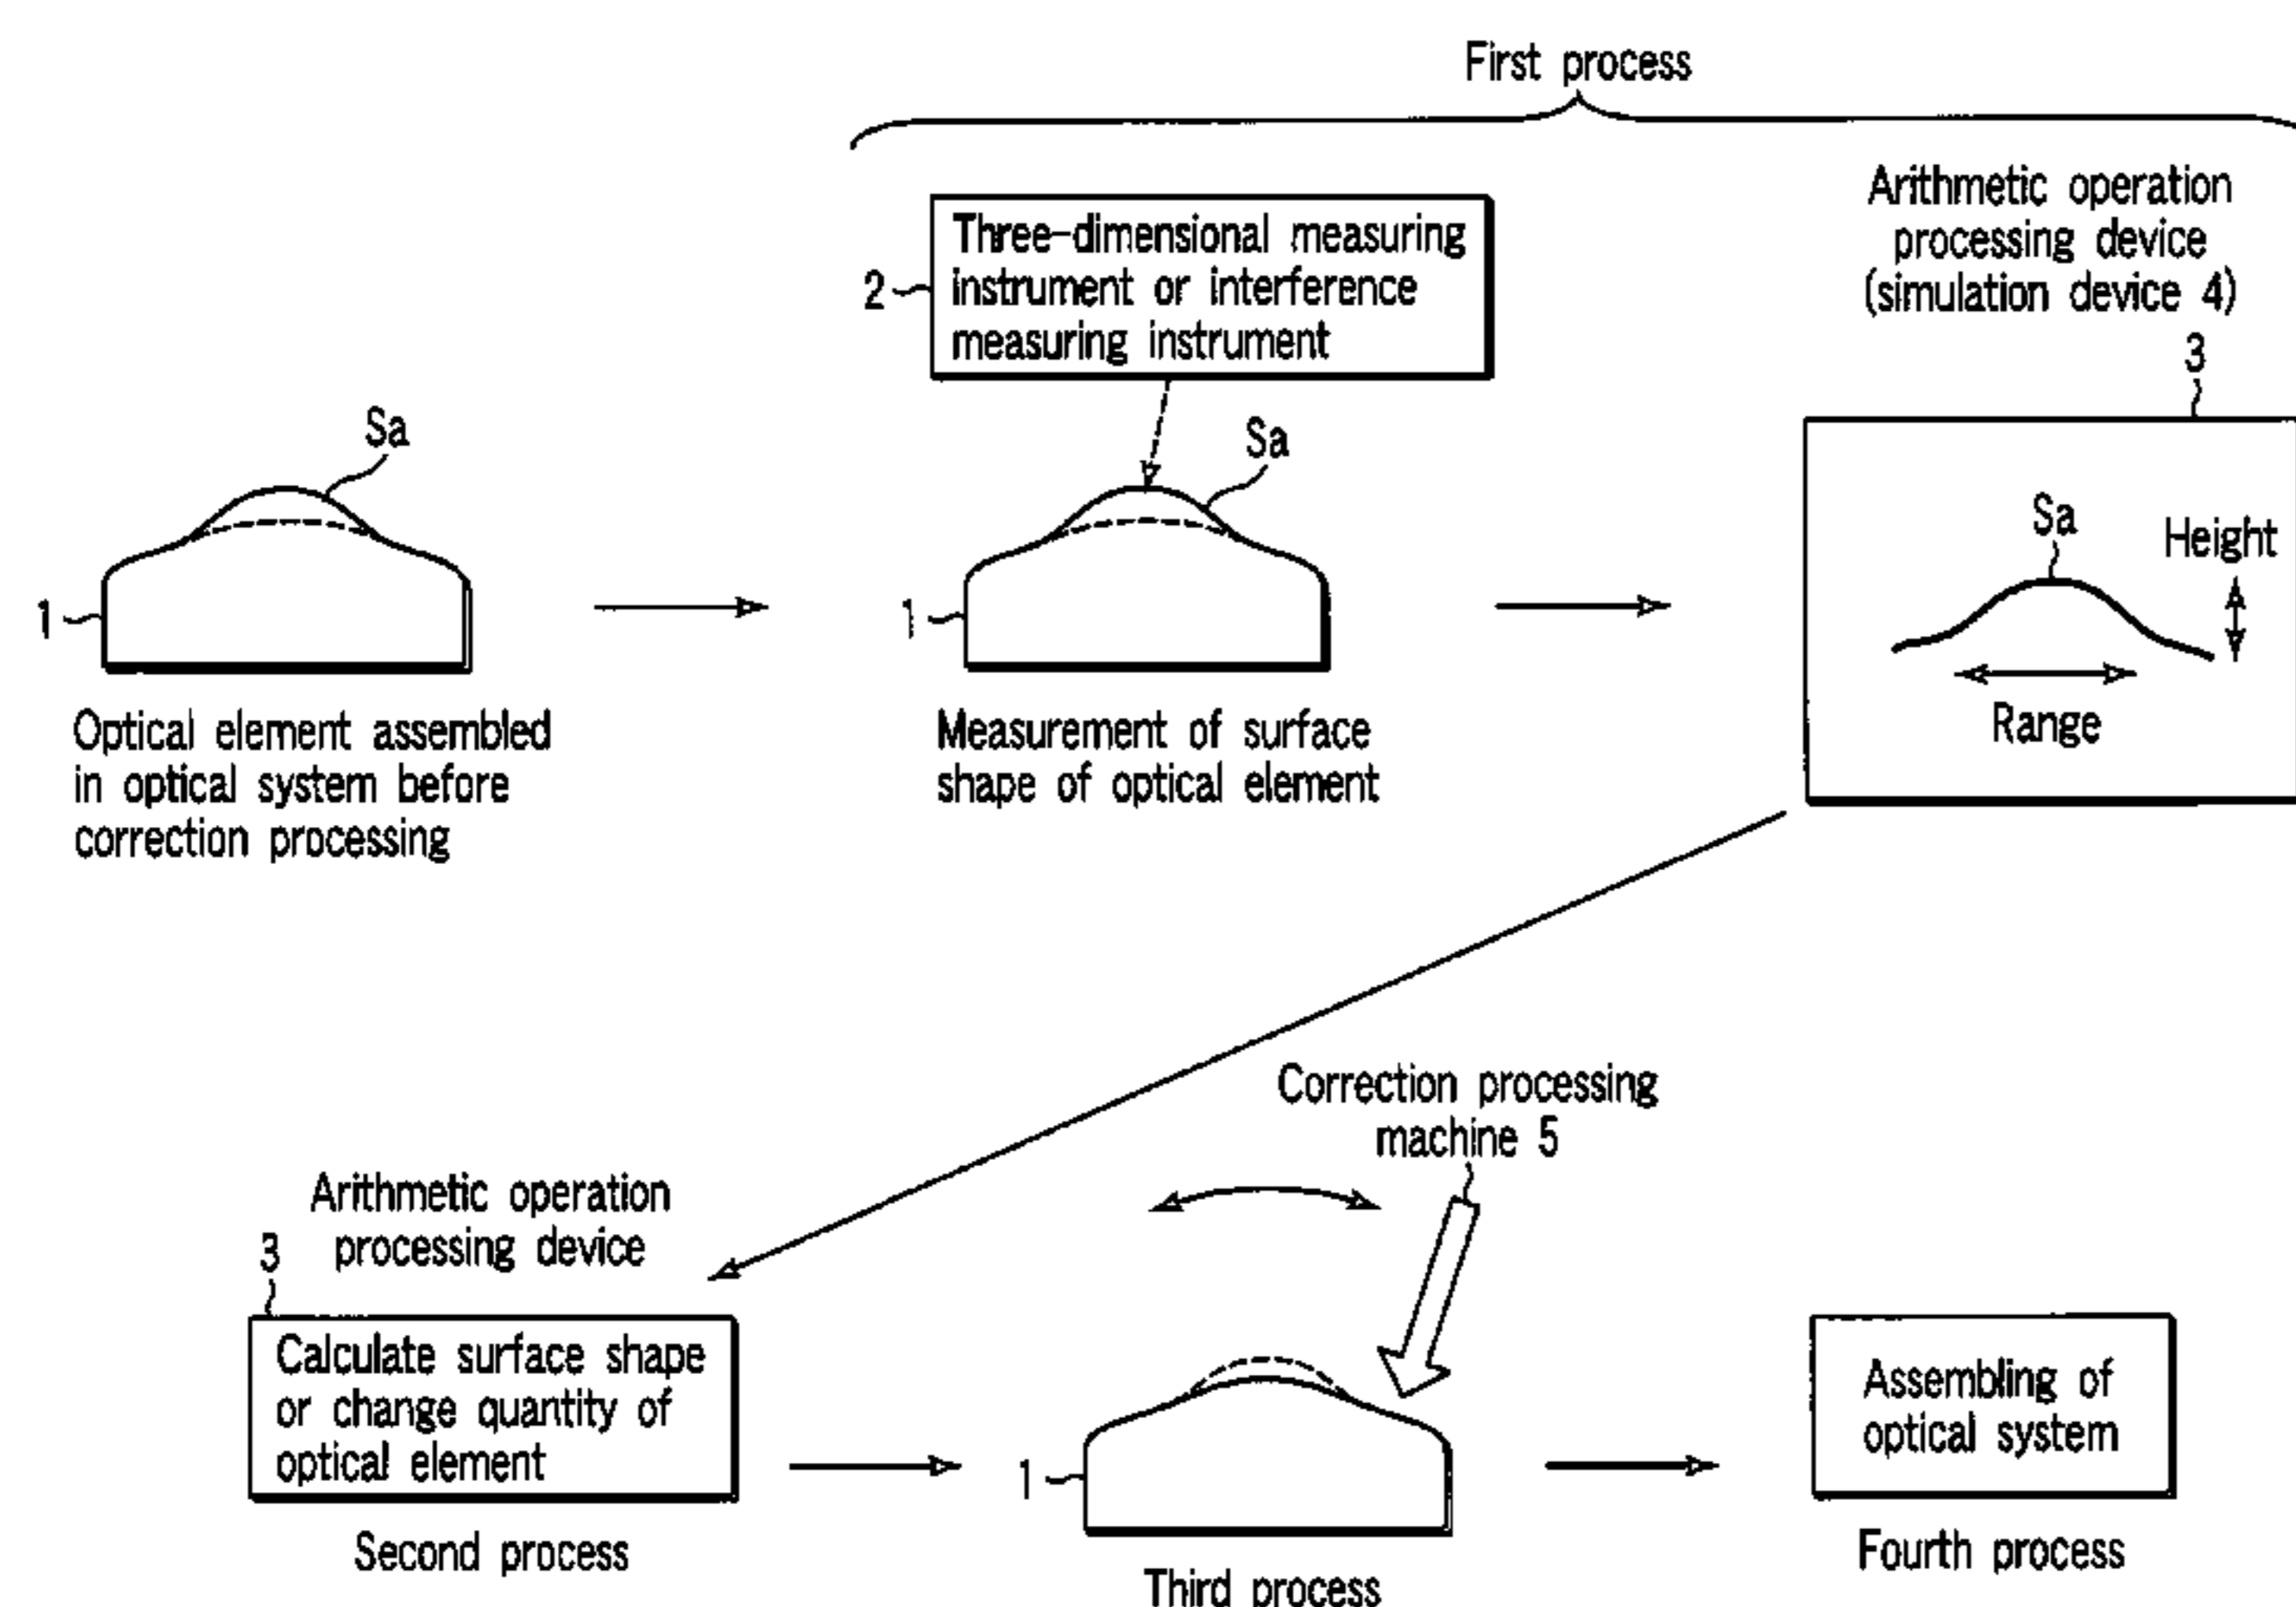 First process
Three-dimensional measuring
instrument or interference
measuring instrument
2
Arithmetic operation
processing device
(simulation device 4)
3
Sa
Sa
Sa
Height
Range
1
1
Optical element assembled
in optical system before
correction processing
Measurement of surface
shape of optical element
Correction processing
machine 5
Arithmetic operation
processing device
3
Calculate surface shape
or change quantity of
optical element
Second process
1
Third process
Assembling of
optical system
Fourth process